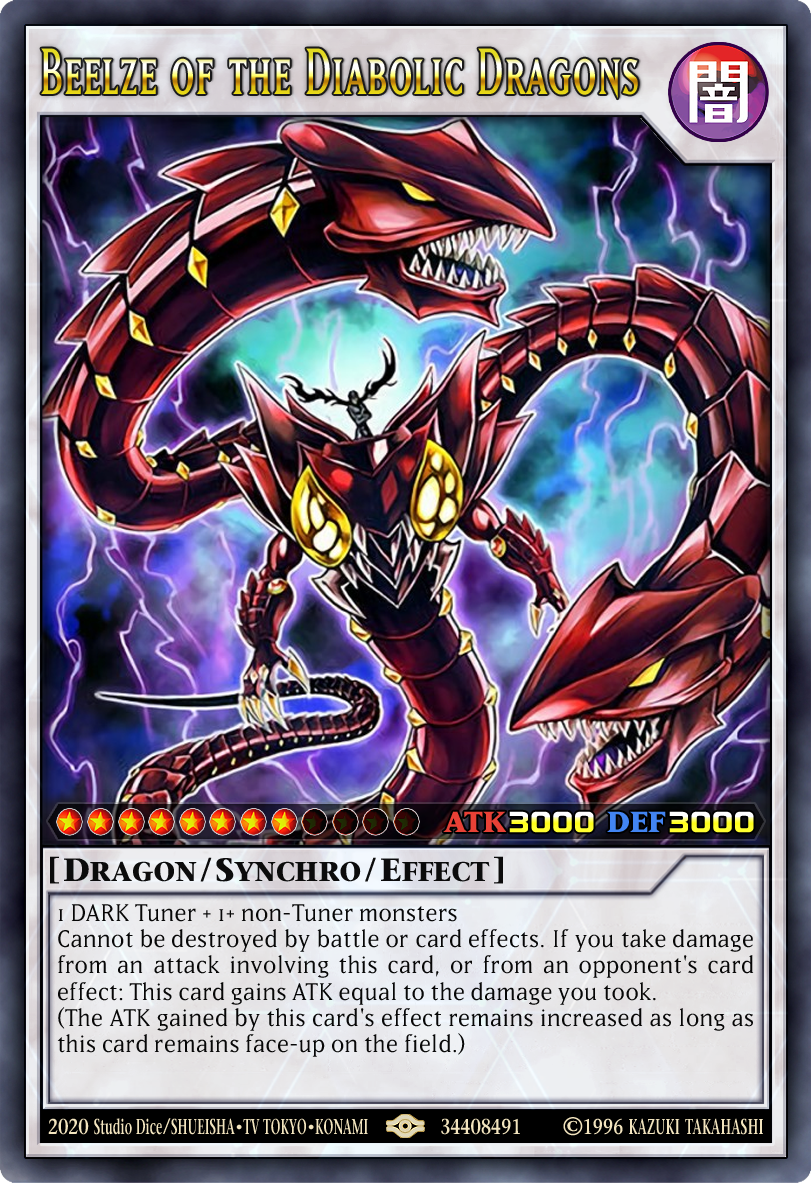 Beelze of the Diabolic Dragons
闇
ATK3000 DEF3000
[Dragon/Synchro/Effect]
1 DARK Tuner + 1+ non-Tuner monsters
Cannot be destroyed by battle or card effects. If you take damage
from an attack involving this card, or from an opponent's card
effect: This card gains ATK equal to the damage you took.
(The ATK gained by this card's effect remains increased as long as
this card remains face-up on the field.)
2020 Studio Dice/SHUEISHA•TV TOKYO•KONAMI 34408491 ©1996 KAZUKI TAKAHASHI